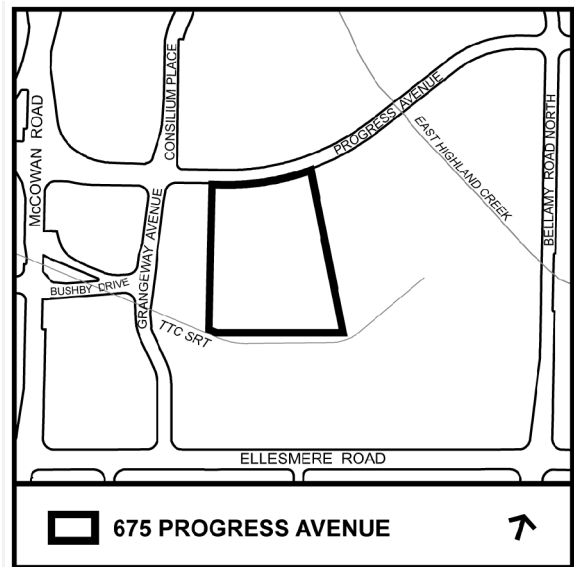 CONSILIUM PLACE
McCOWAN ROAD
PROGRESS AVENUE
EAST HIGHLAND CREEK
BELLAMY ROAD NORTH
GRANGEWAY AVENUE
BUSHBY DRIVE
TTC SRT
ELLESMERE ROAD
675 PROGRESS AVENUE